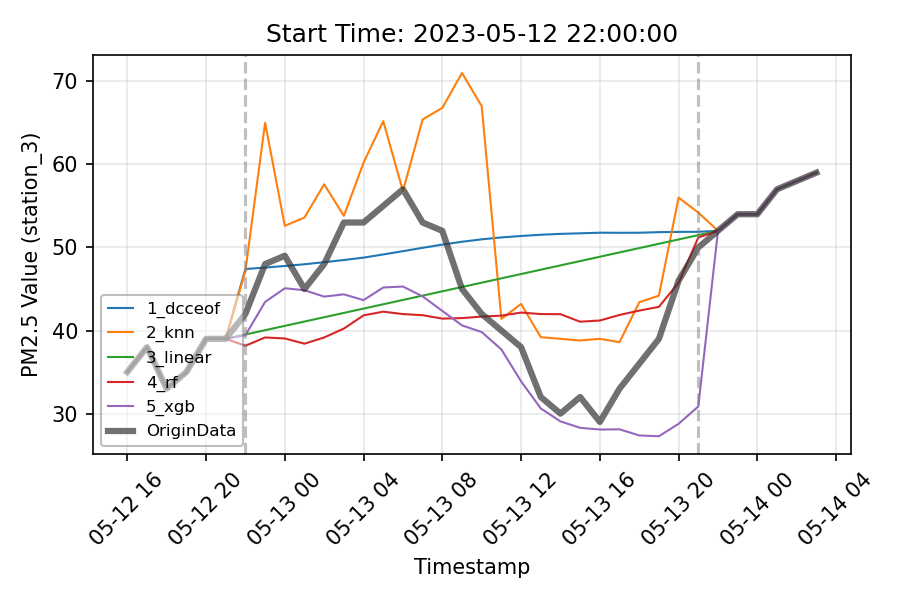 Start Time: 2023-05-12 22:00:00
PM2.5 Value (station_3)
70
60
50
40
30
1_dcceof
2_knn
3_linear
4_rf
5_xgb
OriginData
05-12 16
05-12 20
05-13 00
05-13 04
05-13 08
05-13 12
05-13 16
05-13 20
05-14 00
05-14 04
Timestamp